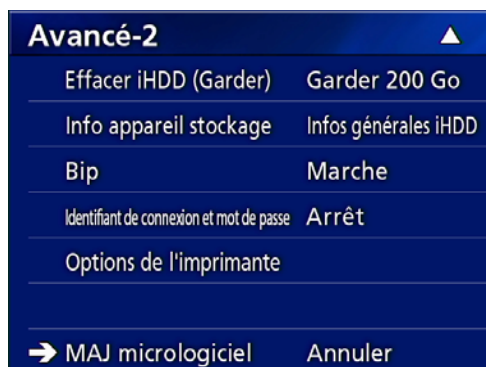 Avancé-2
Effacer iHDD (Garder) Garder 200 Go
Info appareil stockage Infos générales iHDD
Bip Marche
Identifiant de connexion et mot de passe Arrêt
Options de l'imprimante
MAJ micrologiciel Annuler